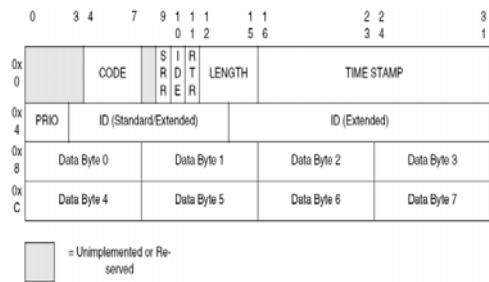 0 3 4 7 9 1 0 1 1 1 2 1 5 1 6 2 3 2 4 3 1
0x 0 CODE SRR IDE RTR LENGTH TIME STAMP
0x 4 PRIO ID (Standard/Extended) ID (Extended)
0x 8 Data Byte 0 Data Byte 1 Data Byte 2 Data Byte 3
0x C Data Byte 4 Data Byte 5 Data Byte 6 Data Byte 7
= Unimplemented or Re-
served